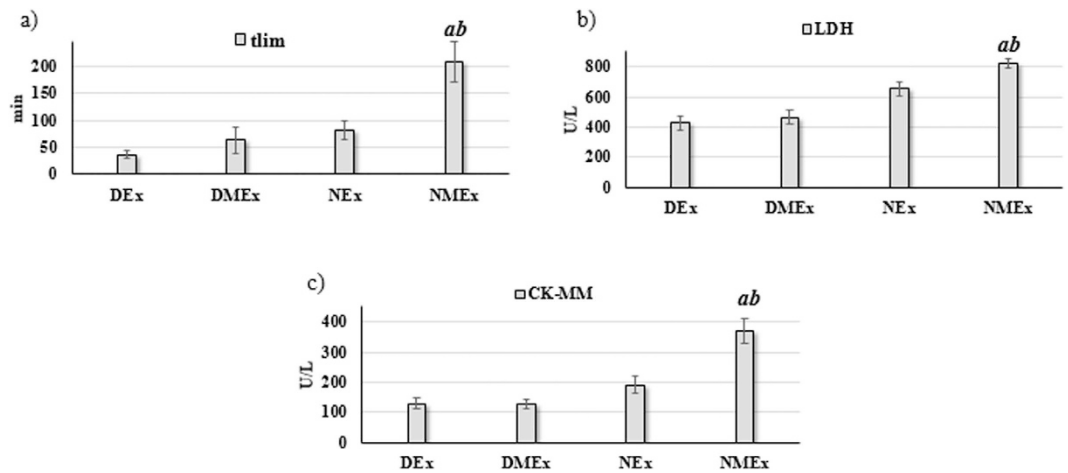 a)
tlim
ab
min
200
150
100
50
0
DEx DMEx NEx NMEx
b)
LDH
ab
U/L
800
600
400
200
0
DEx DMEx NEx NMEx
c)
CK-MM
ab
U/L
400
300
200
100
0
DEx DMEx NEx NMEx